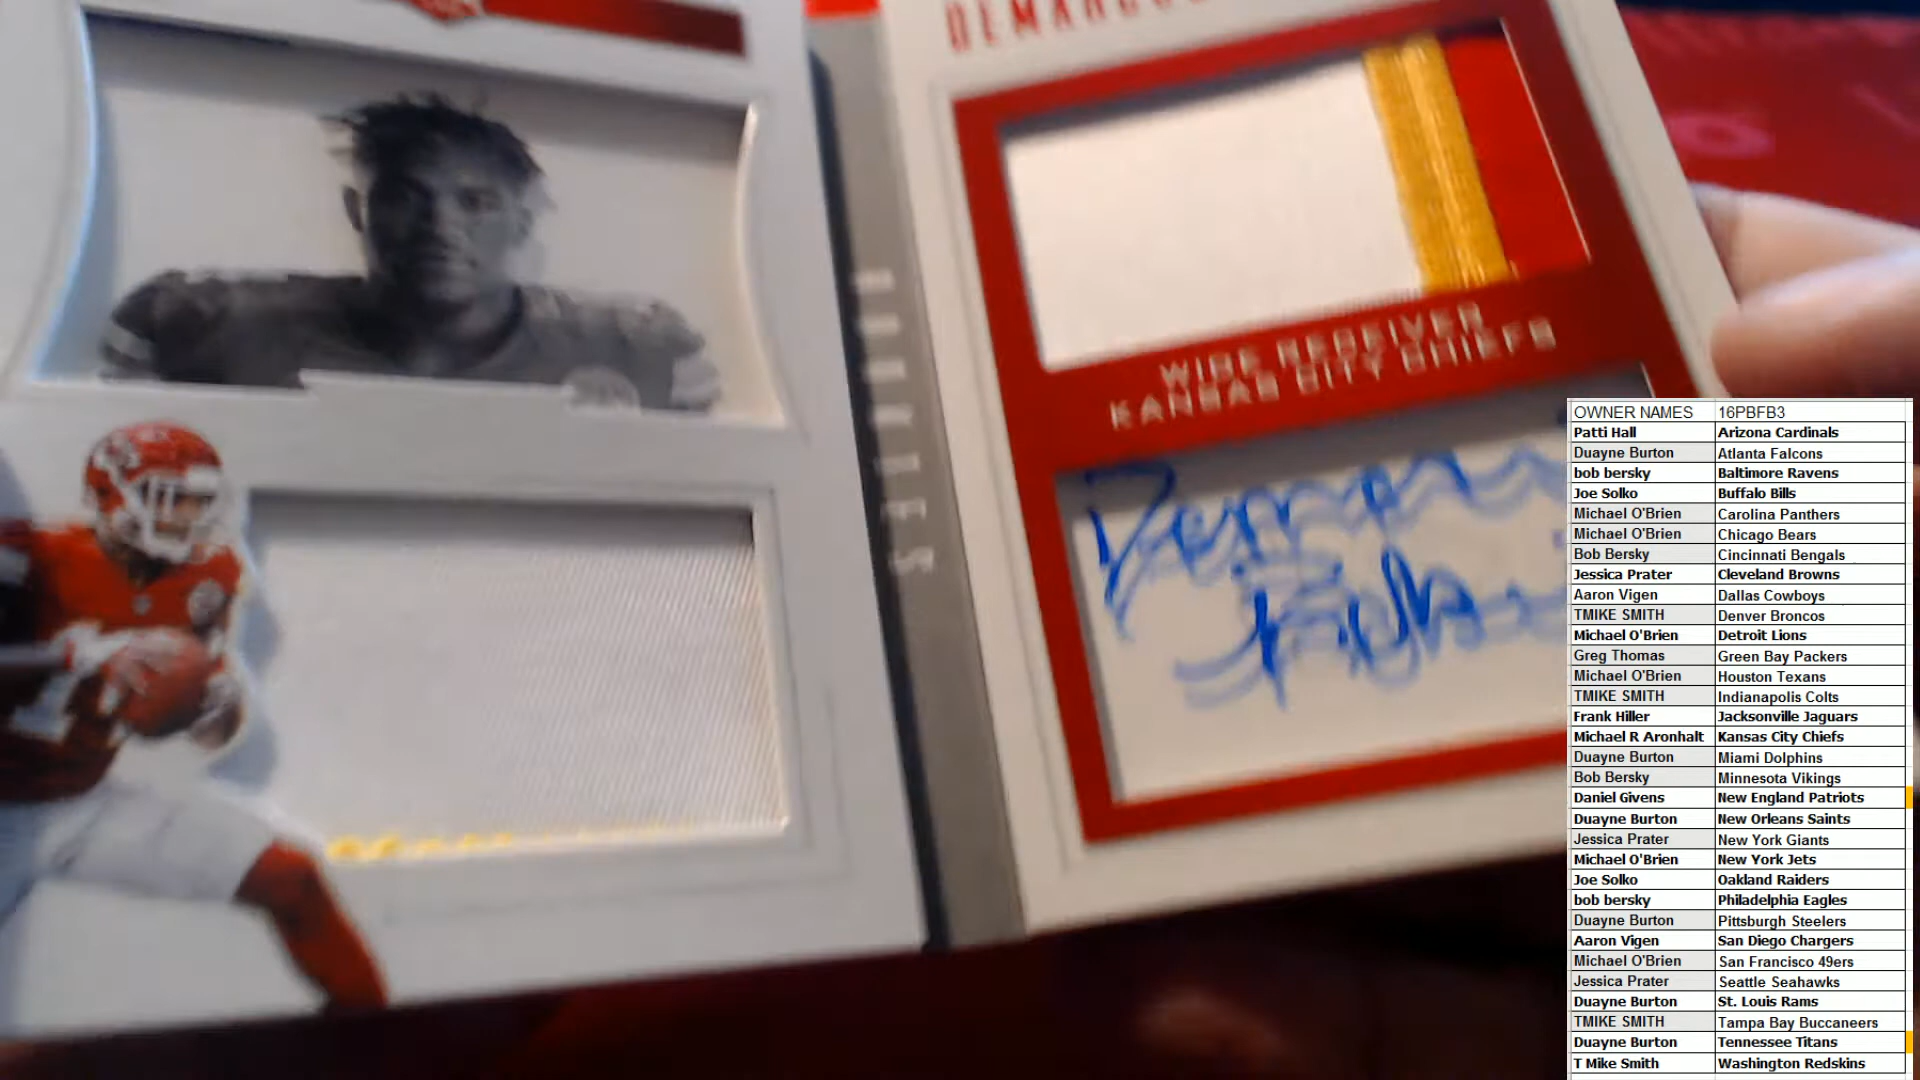 DEMARCUS
WIDE RECEIVER
KANSAS CITY CHIEFS
BOOKLETS
OWNER NAMES 16PBFB3
Patti Hall Arizona Cardinals
Duayne Burton Atlanta Falcons
bob bersky Baltimore Ravens
Joe Solko Buffalo Bills
Michael O'Brien Carolina Panthers
Michael O'Brien Chicago Bears
Bob Bersky Cincinnati Bengals
Jessica Prater Cleveland Browns
Aaron Vigen Dallas Cowboys
TMIKE SMITH Denver Broncos
Michael O'Brien Detroit Lions
Greg Thomas Green Bay Packers
Michael O'Brien Houston Texans
TMIKE SMITH Indianapolis Colts
Frank Hiller Jacksonville Jaguars
Michael R Aronhalt Kansas City Chiefs
Duayne Burton Miami Dolphins
Bob Bersky Minnesota Vikings
Daniel Givens New England Patriots
Duayne Burton New Orleans Saints
Jessica Prater New York Giants
Michael O'Brien New York Jets
Joe Solko Oakland Raiders
bob bersky Philadelphia Eagles
Duayne Burton Pittsburgh Steelers
Aaron Vigen San Diego Chargers
Michael O'Brien San Francisco 49ers
Jessica Prater Seattle Seahawks
Duayne Burton St. Louis Rams
TMIKE SMITH Tampa Bay Buccaneers
Duayne Burton Tennessee Titans
T Mike Smith Washington Redskins